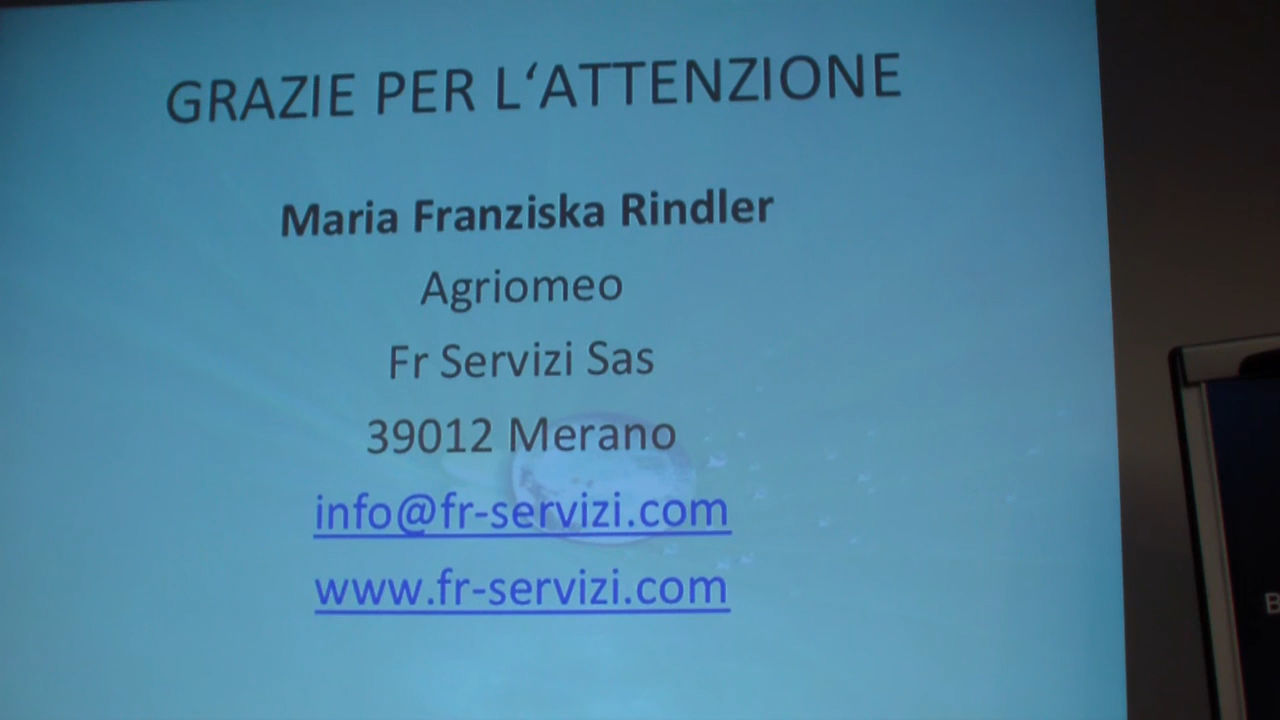 GRAZIE PER L‘ATTENZIONE
Maria Franziska Rindler
Agriomeo
Fr Servizi Sas
39012 Merano
info@fr-servizi.com
www.fr-servizi.com